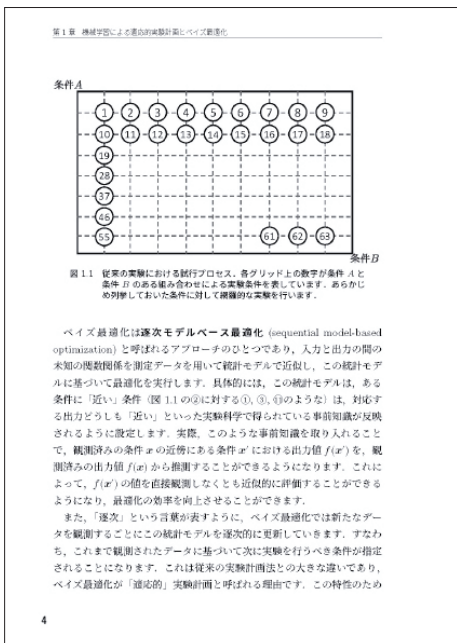 第 1 章 機械学習による適応的実験計画とベイズ最適化
条件A
1 2 3 4 5 6 7 8 9
10 11 12 13 14 15 16 17 18
19
28
37
46
55 61 62 63
条件B
図 1.1 従来の実験における試行プロセス．各グリッド上の数字が条件 A と
条件 B のある組み合わせによる実験条件を表しています．あらかじ
め列挙しておいた条件に対して網羅的な実験を行います．
ベイズ最適化は逐次モデルベース最適化 (sequential model-based
optimization) と呼ばれるアプローチのひとつであり，入力と出力の間の
未知の関数関係を測定データを用いて統計モデルで近似し，この統計モデ
ルに基づいて最適化を実行します．具体的には，この統計モデルは，ある
条件に「近い」条件（図 1.1 の②に対する①, ③, ⑪のような）は，対応す
る出力どうしも「近い」といった実験科学で得られている事前知識が反映
されるように設定します．実際，このような事前知識を取り入れること
で，観測済みの条件 x の近傍にある条件 x′ における出力値 f(x′) を，観
測済みの出力値 f(x) から推測することができるようになります．これに
よって，f(x′) の値を直接観測しなくとも近似的に評価することができる
ようになり，最適化の効率を向上させることができます．
また，「逐次」という言葉が表すように，ベイズ最適化では新たなデー
タを観測するごとにこの統計モデルを逐次的に更新していきます．すなわ
ち，これまで観測されたデータに基づいて次に実験を行うべき条件が指定
されることになります．これは従来の実験計画法との大きな違いであり，
ベイズ最適化が「適応的」実験計画と呼ばれる理由です．この特性のため
4